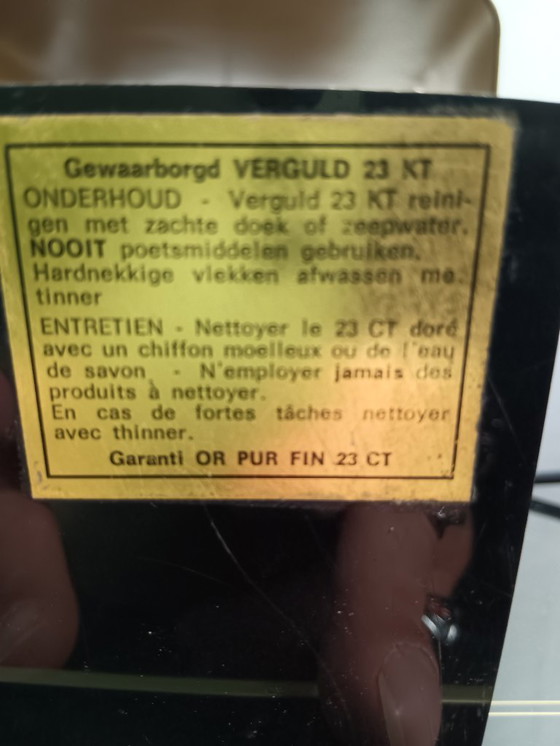 Gewaarborgd VERGULD 23 KT
ONDERHOUD - Verguld 23 KT reini-
gen met zachte doek of zeepwater.
NOOIT poetsmiddelen gebruiken.
Hardnekkige vlekken afwassen me
tinner
ENTRETIEN - Nettoyer le 23 CT doré
avec un chiffon moelleux ou de l'eau
de savon. - N'employer jamais des
produits à nettoyer.
En cas de fortes tâches nettoyer
avec thinner.
Garanti OR PUR FIN 23 CT